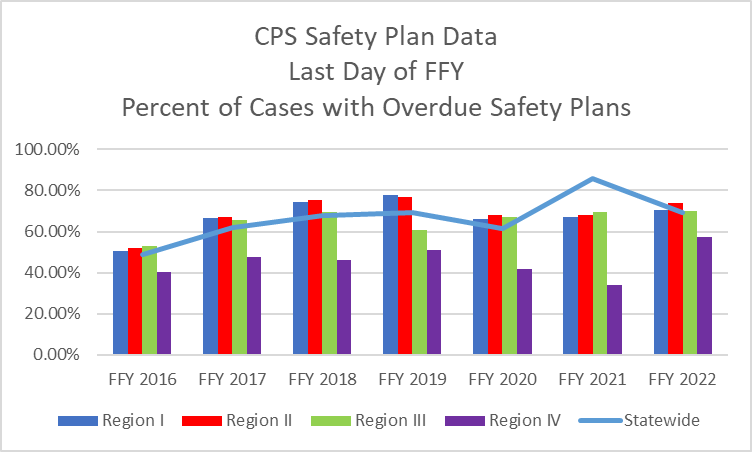 CPS Safety Plan Data
Last Day of FFY
Percent of Cases with Overdue Safety Plans
100.00%
80.00%
60.00%
40.00%
20.00%
0.00%
FFY 2016 FFY 2017 FFY 2018 FFY 2019 FFY 2020 FFY 2021 FFY 2022
Region I Region II Region III Region IV Statewide